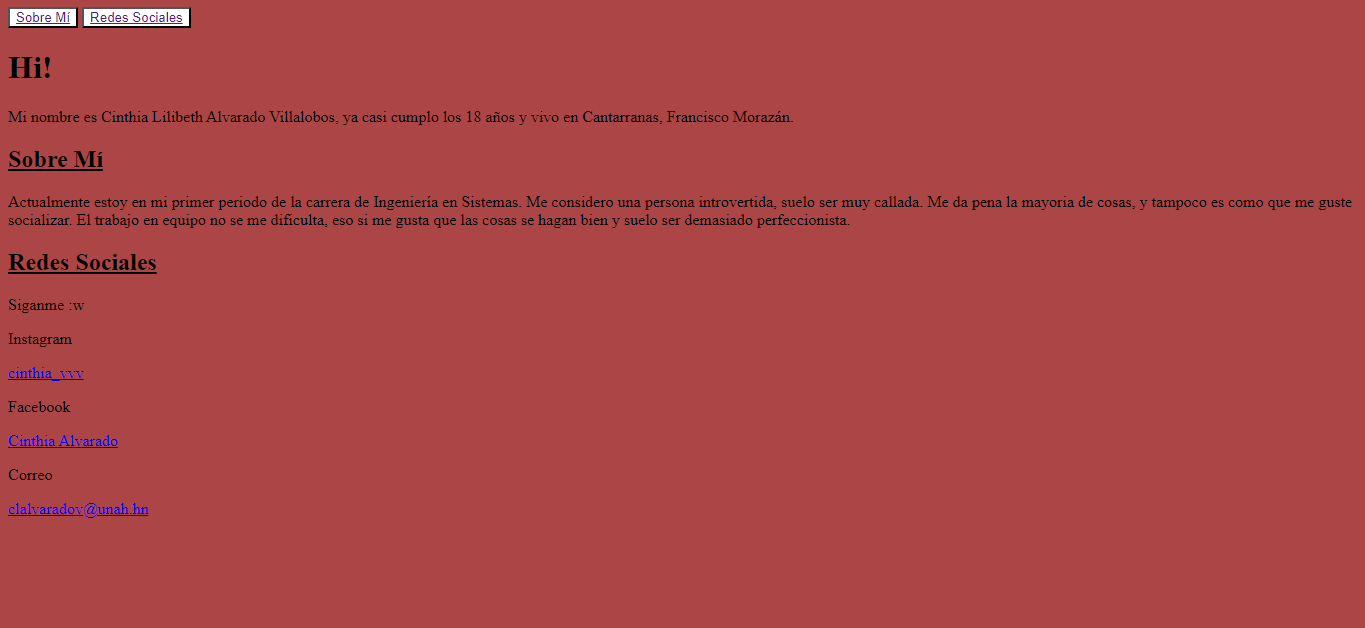 Sobre Mí Redes Sociales
Hi!
Mi nombre es Cinthia Lilibeth Alvarado Villalobos, ya casi cumplo los 18 años y vivo en Cantarranas, Francisco Morazán.
Sobre Mí
Actualmente estoy en mi primer periodo de la carrera de Ingeniería en Sistemas. Me considero una persona introvertida, suelo ser muy callada. Me da pena la mayoria de cosas, y tampoco es como que me guste
socializar. El trabajo en equipo no se me dificulta, eso si me gusta que las cosas se hagan bien y suelo ser demasiado perfeccionista.
Redes Sociales
Siganme :w
Instagram
cinthia_vvv
Facebook
Cinthia Alvarado
Correo
clalvaradov@unah.hn